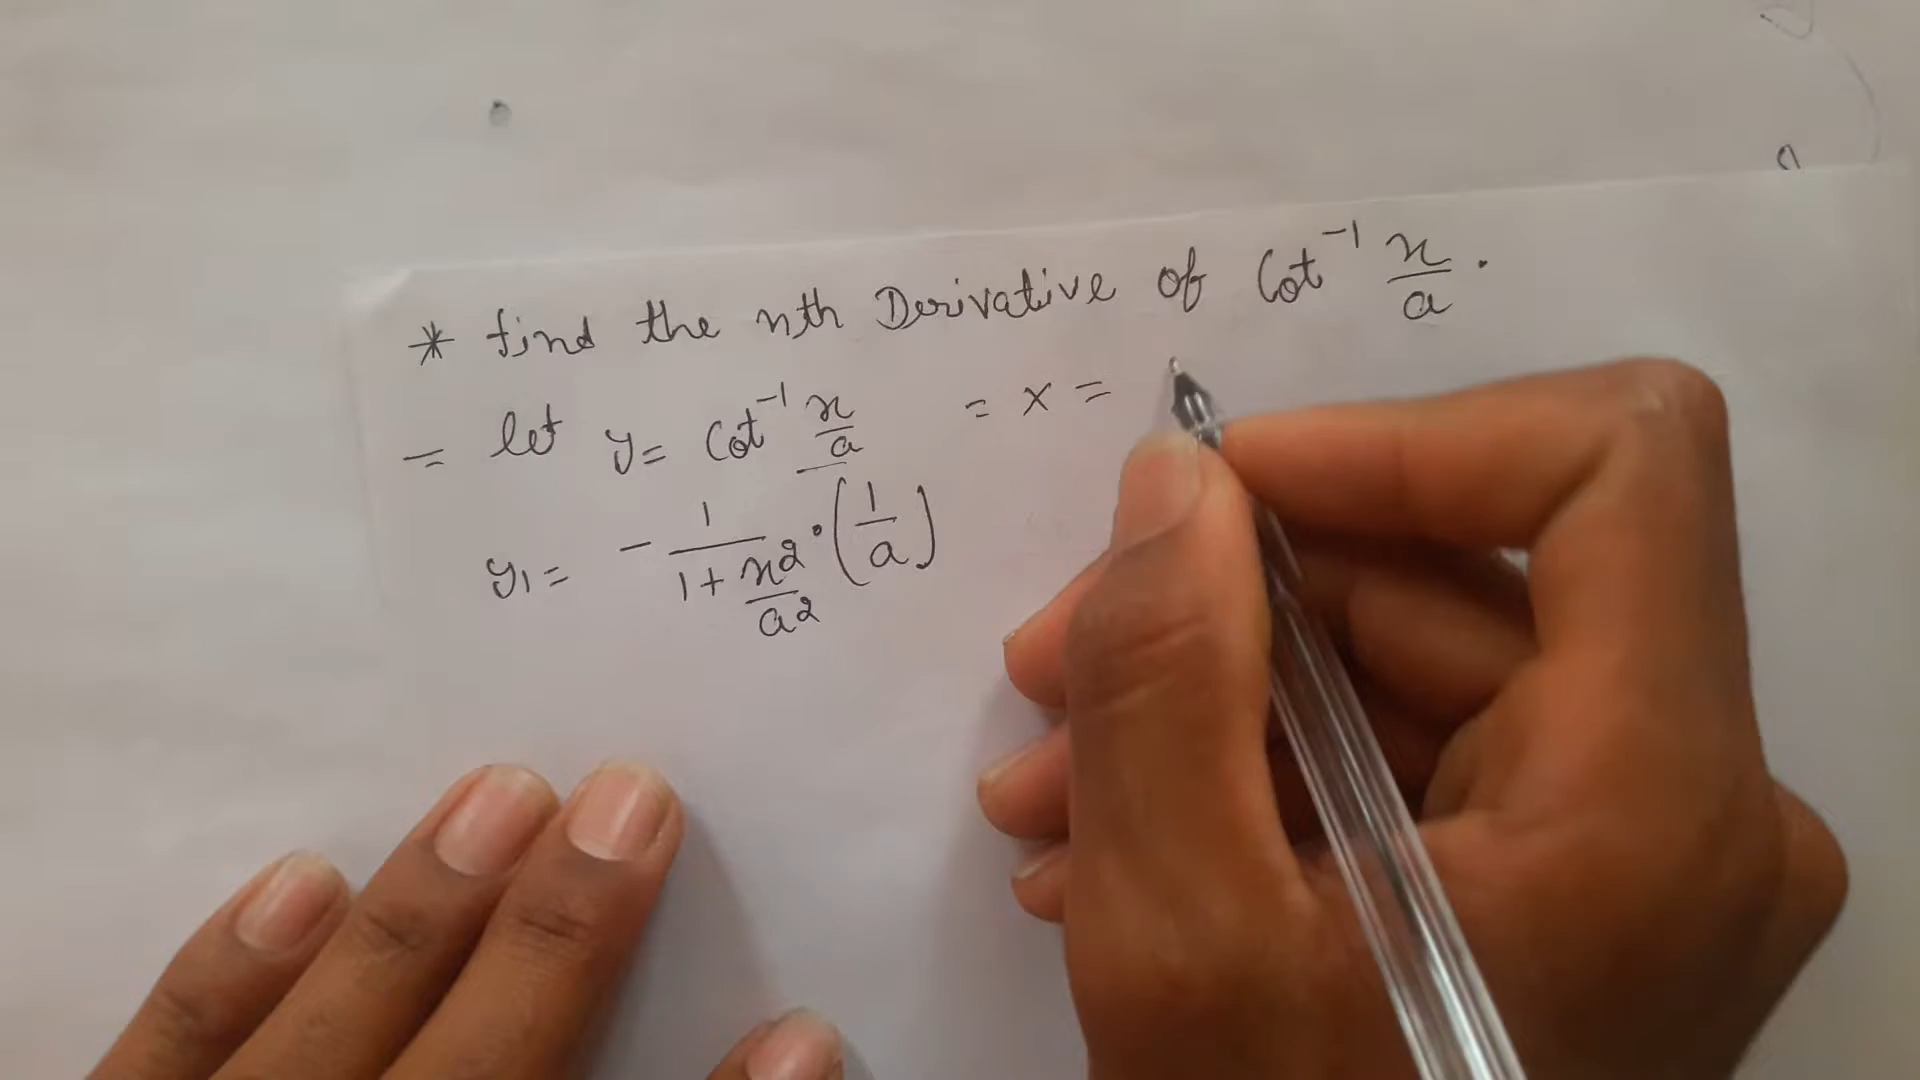 * find the nth Derivative of Cot⁻¹ x/a.
= let y = Cot⁻¹ x/a = x =
y₁ = - 1/(1 + x²/a²) · (1/a)